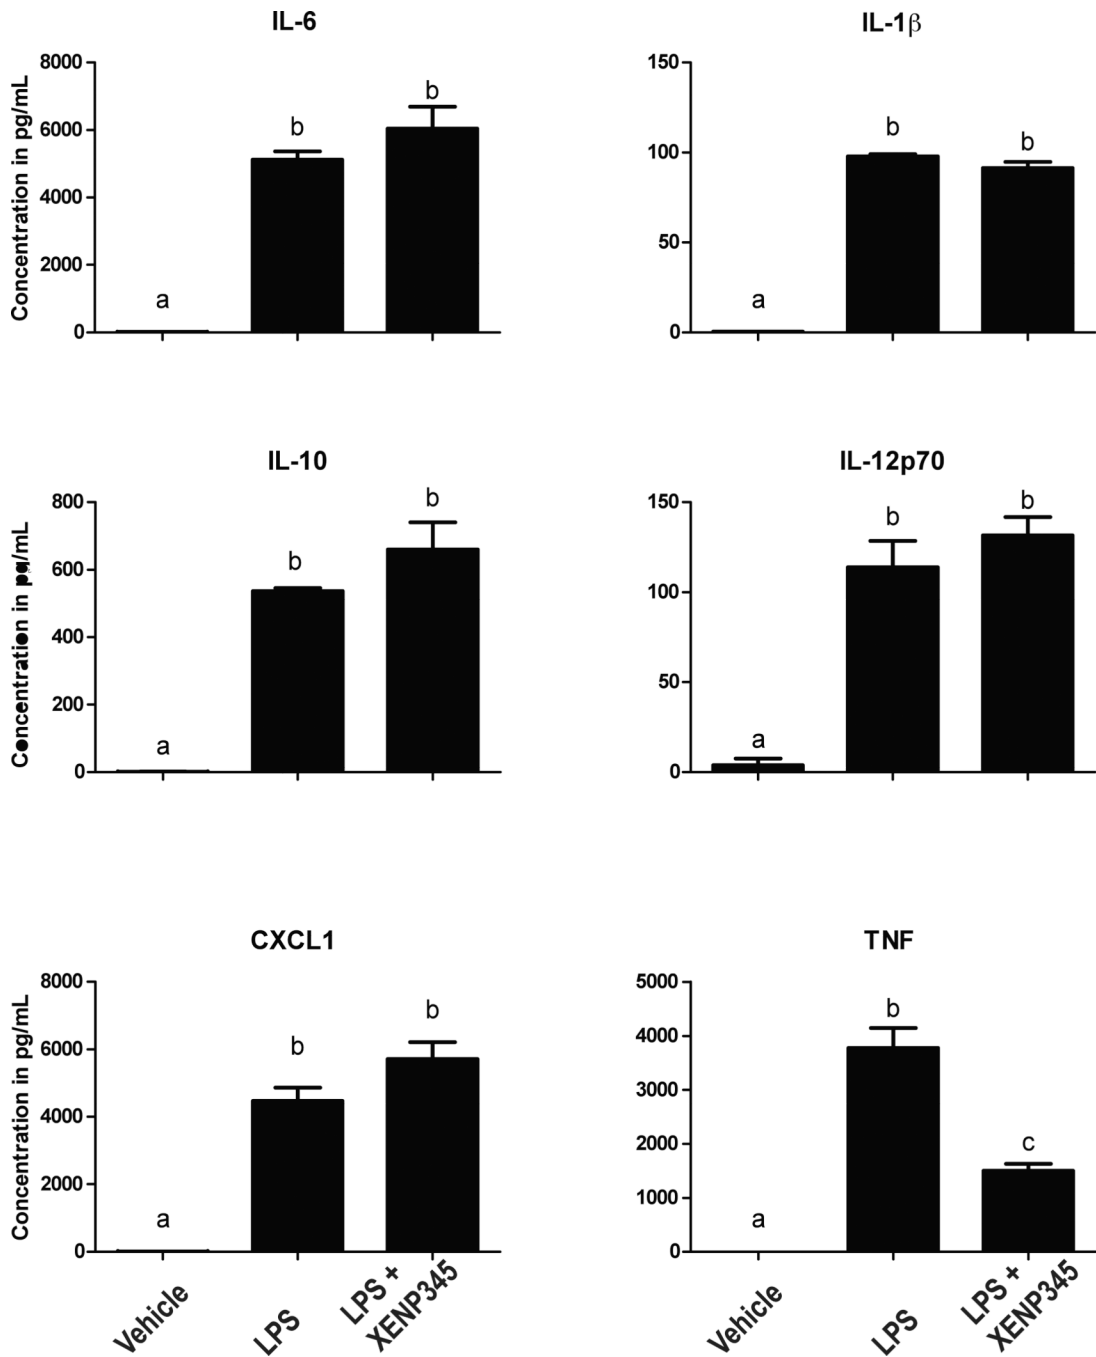 IL-6
Concentration in pg/mL
8000
6000
4000
2000
0
a
b
b
IL-1β
150
100
50
0
a
b
b
IL-10
Concentration in pg/mL
800
600
400
200
0
a
b
b
IL-12p70
150
100
50
0
a
b
b
CXCL1
Concentration in pg/mL
8000
6000
4000
2000
0
a
b
b
Vehicle
LPS
LPS +
XENP345
TNF
5000
4000
3000
2000
1000
0
a
b
c
Vehicle
LPS
LPS +
XENP345